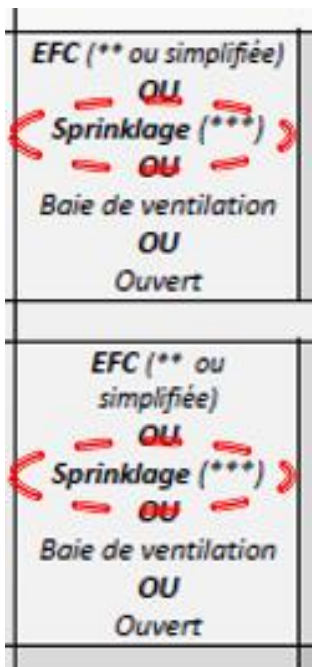 EFC (** ou simplifiée)
OU
Sprinklage (***)
OU
Baie de ventilation
OU
Ouvert
EFC (** ou
simplifiée)
OU
Sprinklage (***)
OU
Baie de ventilation
OU
Ouvert